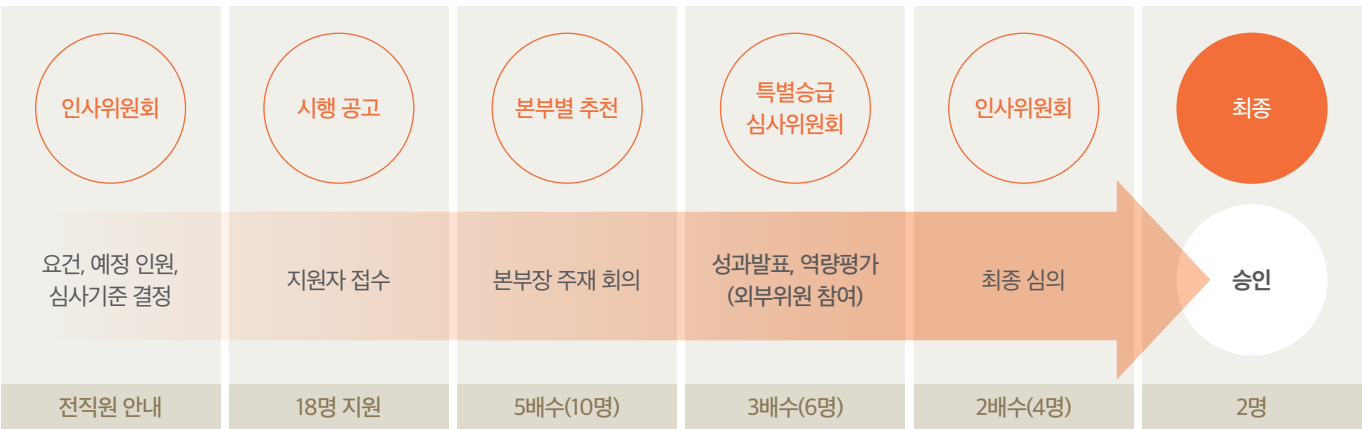 인사위원회
시행 공고
본부별 추천
특별승급
심사위원회
인사위원회
최종
요건, 예정 인원,
심사기준 결정
지원자 접수
본부장 주재 회의
성과발표, 역량평가
(외부위원 참여)
최종 심의
승인
전직원 안내
18명 지원
5배수(10명)
3배수(6명)
2배수(4명)
2명